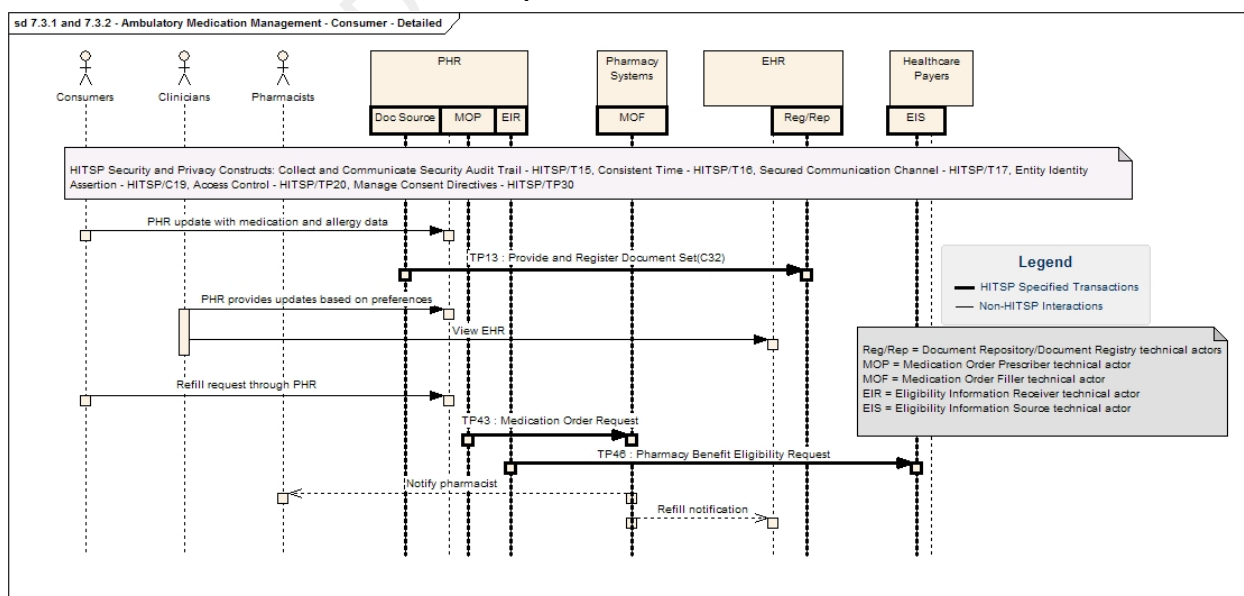 sd 7.3.1 and 7.3.2 - Ambulatory Medication Management - Consumer - Detailed
Consumers
Clinicians
Pharmacists
PHR
Pharmacy
Systems
EHR
Healthcare
Payers
Doc Source
MOP
EIR
MOF
Reg/Rep
EIS
HITSP Security and Privacy Constructs: Collect and Communicate Security Audit Trail - HITSP/T15, Consistent Time - HITSP/T16, Secured Communication Channel - HITSP/T17, Entity Identity
Assertion - HITSP/C19, Access Control - HITSP/TP20, Manage Consent Directives - HITSP/TP30
PHR update with medication and allergy data
TP13 : Provide and Register Document Set(C32)
PHR provides updates based on preferences
View EHR
Refill request through PHR
TP43 : Medication Order Request
TP46 : Pharmacy Benefit Eligibility Request
Notify pharmacist
Refill notification
Legend
HITSP Specified Transactions
Non-HITSP Interactions
Reg/Rep = Document Repository/Document Registry technical actors
MOP = Medication Order Prescriber technical actor
MOF = Medication Order Filler technical actor
EIR = Eligibility Information Receiver technical actor
EIS = Eligibility Information Source technical actor